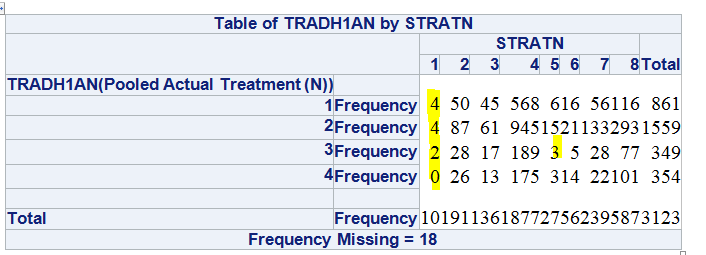 Table of TRADH1AN by STRATN
STRATN
1 2 3 4 5 6 7 8 Total
TRADH1AN(Pooled Actual Treatment (N))
1 Frequency 4 50 45 568 6 16 56 116 861
2 Frequency 4 87 61 945 15 21 133 293 1559
3 Frequency 2 28 17 189 3 5 28 77 349
4 Frequency 0 26 13 175 3 14 22 101 354
Total Frequency 10 191 136 1877 27 56 239 587 3123
Frequency Missing = 18